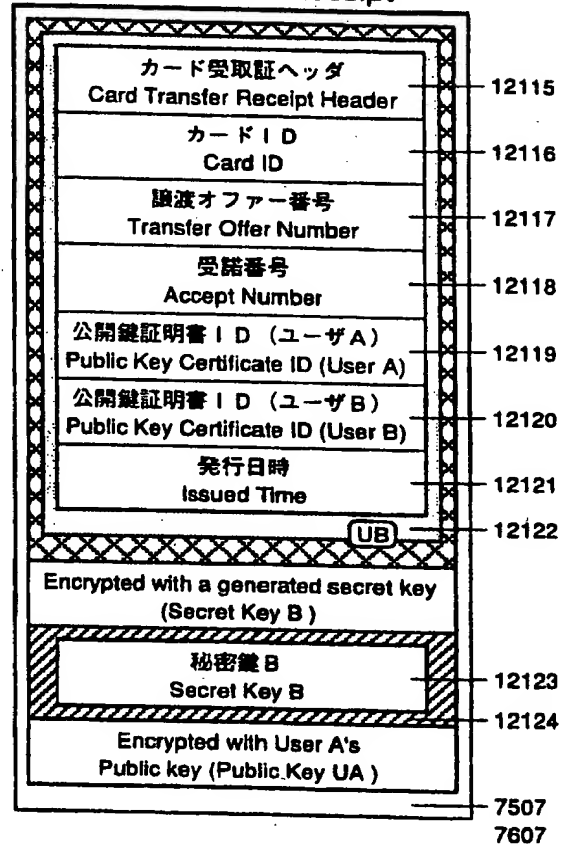 カード受取証ヘッダ
Card Transfer Receipt Header
12115
カードID
Card ID
12116
譲渡オファー番号
Transfer Offer Number
12117
受諾番号
Accept Number
12118
公開鍵証明書ID（ユーザA）
Public Key Certificate ID (User A)
12119
公開鍵証明書ID（ユーザB）
Public Key Certificate ID (User B)
12120
発行日時
Issued Time
12121
UB
12122
Encrypted with a generated secret key
(Secret Key B )
秘密鍵B
Secret Key B
12123
12124
Encrypted with User A's
Public key (Public Key UA )
7507
7607